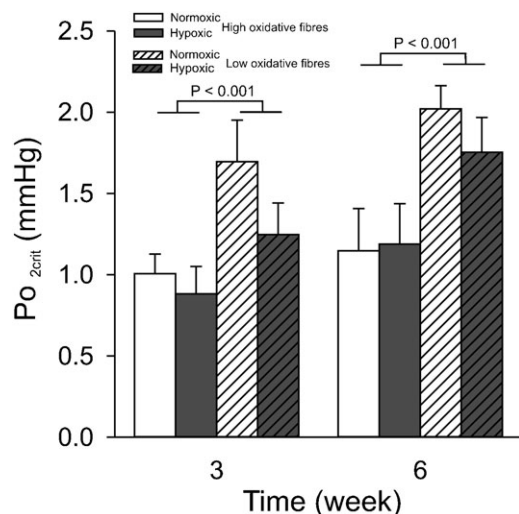 Normoxic
Hypoxic
High oxidative fibres
Normoxic
Hypoxic
Low oxidative fibres
P < 0.001
P < 0.001
2.5
2.0
1.5
1.0
0.5
0.0
Po 2crit (mmHg)
3 6
Time (week)